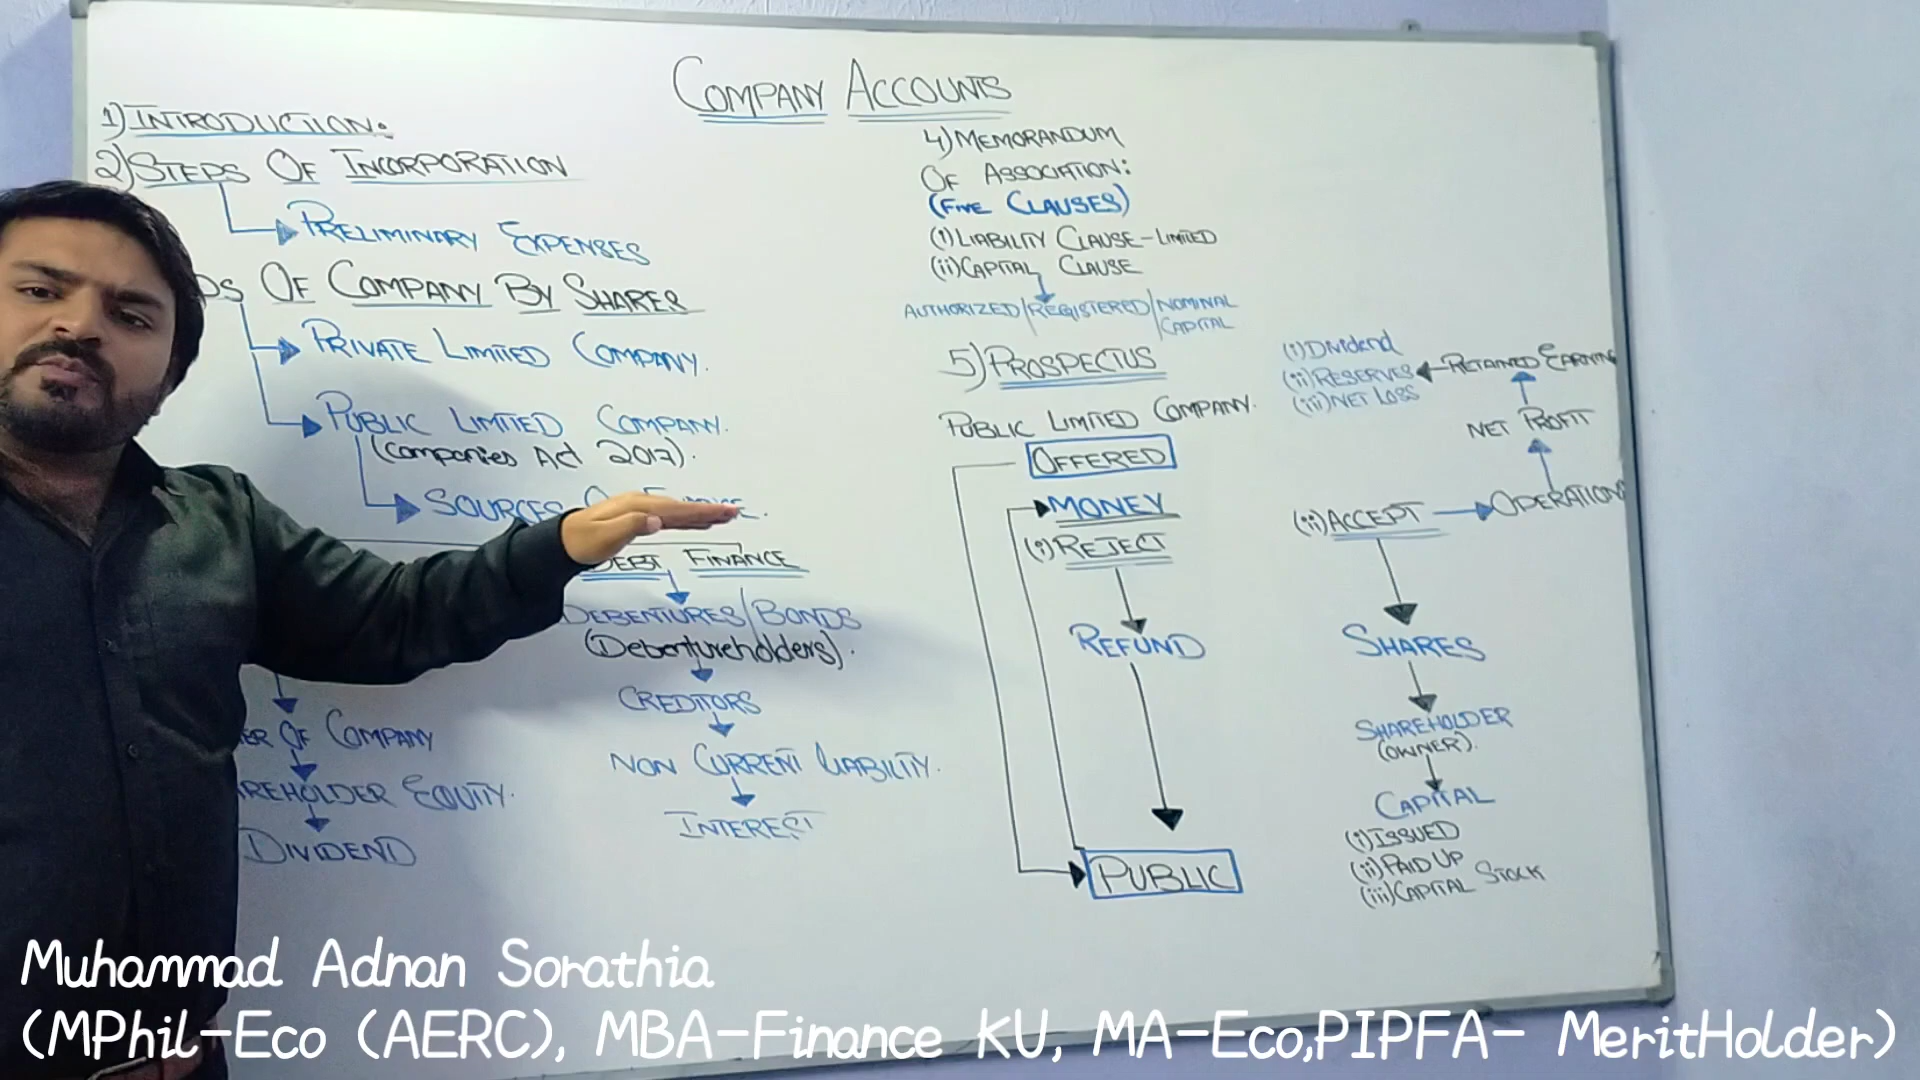 COMPANY ACCOUNTS
1) INTRODUCTION:
2) STEPS OF INCORPORATION
PRELIMINARY EXPENSES
OF COMPANY BY SHARES
PRIVATE LIMITED COMPANY.
PUBLIC LIMITED COMPANY.
(Companies Act 2017).
SOURCES
DEBT FINANCE
DEBENTURES/BONDS
(Debentureholders).
CREDITORS
NON CURRENT LIABILITY.
INTEREST
OF COMPANY
EQUITY.
DIVIDEND
4) MEMORANDUM
OF ASSOCIATION:
(FIVE CLAUSES)
(i) LIABILITY CLAUSE-LIMITED
(ii) CAPITAL CLAUSE
AUTHORIZED/REGISTERED/NOMINAL
CAPITAL
5) PROSPECTUS
PUBLIC LIMITED COMPANY.
OFFERED
MONEY
(i) REJECT
REFUND
PUBLIC
(i) Dividend
(ii) RESERVES
(iii) NET LOSS
RETAINED EARNING
NET PROFIT
OPERATION
(ii) ACCEPT
SHARES
SHAREHOLDER
(OWNER).
CAPITAL
(i) ISSUED
(ii) PAID UP
(iii) CAPITAL STOCK
Muhammad Adnan Sorathia
(MPhil-Eco (AERC), MBA-Finance KU, MA-Eco,PIPFA- MeritHolder)